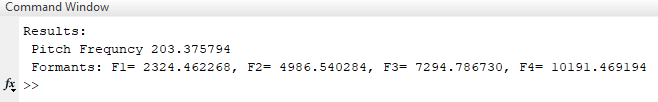 Command Window
Results:
Pitch Frequncy 203.375794
Formants: F1= 2324.462268, F2= 4986.540284, F3= 7294.786730, F4= 10191.469194
fx >>